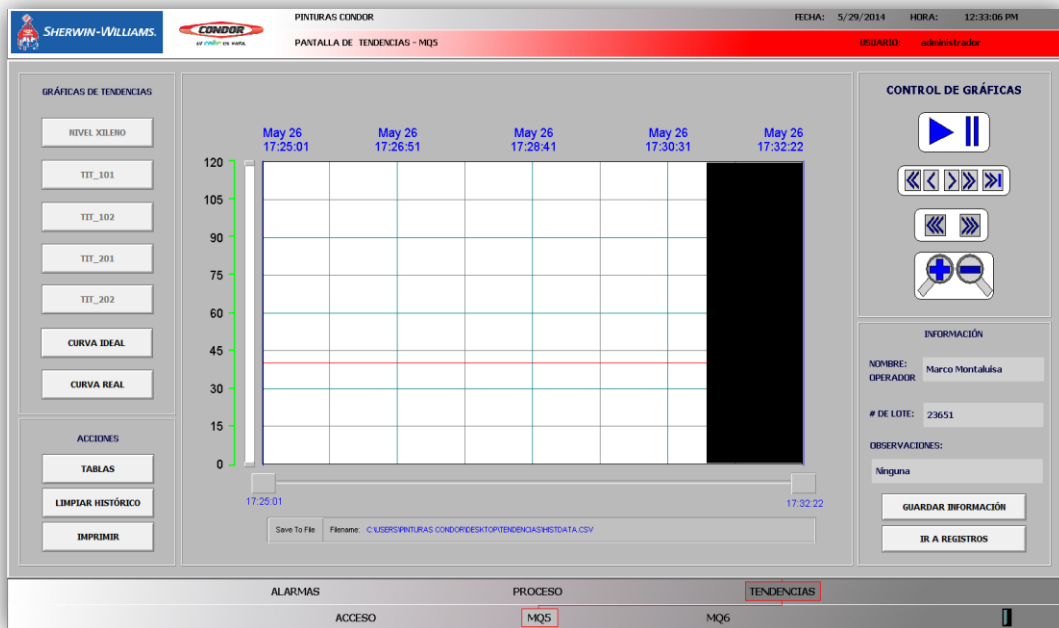 SHERWIN-WILLIAMS.
CONDOR
el color es vida.
PINTURAS CONDOR
FECHA: 5/29/2014 HORA: 12:33:06 PM
PANTALLA DE TENDENCIAS - MQ5
USUARIO: administrador
GRÁFICAS DE TENDENCIAS
NIVEL XILENO
TIT_101
TIT_102
TIT_201
TIT_202
CURVA IDEAL
CURVA REAL
ACCIONES
TABLAS
LIMPIAR HISTÓRICO
IMPRIMIR
May 26 May 26 May 26 May 26 May 26
17:25:01 17:26:51 17:28:41 17:30:31 17:32:22
120
105
90
75
60
45
30
15
0
17:25:01 17:32:22
Save To File Filename: C:\USERS\PINTURAS CONDOR\DESKTOP\TENDENCIAS\HISTDATA.CSV
CONTROL DE GRÁFICAS
INFORMACIÓN
NOMBRE: OPERADOR Marco Montaluisa
# DE LOTE: 23651
OBSERVACIONES:
Ninguna
GUARDAR INFORMACIÓN
IR A REGISTROS
ALARMAS PROCESO TENDENCIAS
ACCESO MQ5 MQ6